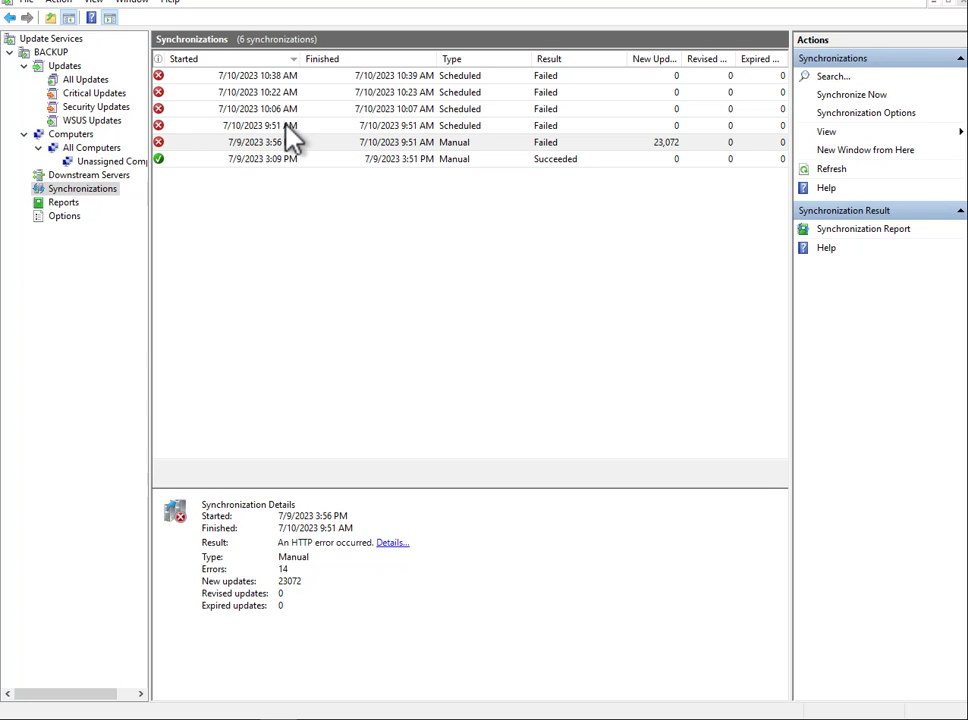 File Action View Window Help
Update Services
BACKUP
Updates
All Updates
Critical Updates
Security Updates
WSUS Updates
Computers
All Computers
Unassigned Comp
Downstream Servers
Synchronizations
Reports
Options
Synchronizations (6 synchronizations)
Started Finished Type Result New Upd... Revised ... Expired ...
7/10/2023 10:38 AM 7/10/2023 10:39 AM Scheduled Failed 0 0 0
7/10/2023 10:22 AM 7/10/2023 10:23 AM Scheduled Failed 0 0 0
7/10/2023 10:06 AM 7/10/2023 10:07 AM Scheduled Failed 0 0 0
7/10/2023 9:51 AM 7/10/2023 9:51 AM Scheduled Failed 0 0 0
7/9/2023 3:56 7/10/2023 9:51 AM Manual Failed 23,072 0 0
7/9/2023 3:09 PM 7/9/2023 3:51 PM Manual Succeeded 0 0 0
Synchronization Details
Started: 7/9/2023 3:56 PM
Finished: 7/10/2023 9:51 AM
Result: An HTTP error occurred. Details...
Type: Manual
Errors: 14
New updates: 23072
Revised updates: 0
Expired updates: 0
Actions
Synchronizations
Search...
Synchronize Now
Synchronization Options
View
New Window from Here
Refresh
Help
Synchronization Result
Synchronization Report
Help